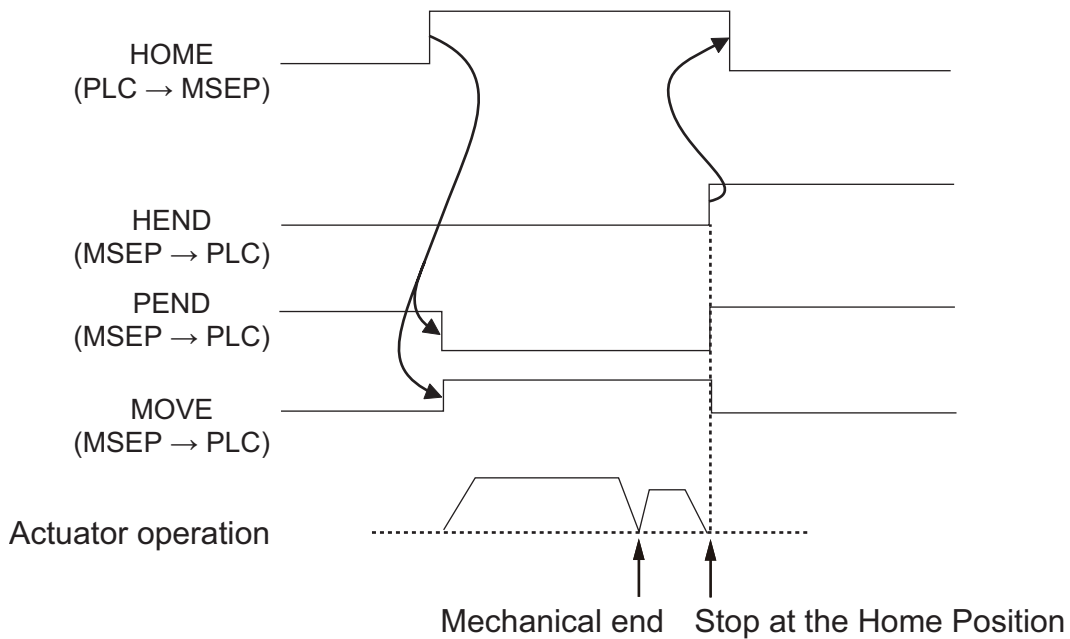 HOME
(PLC → MSEP)
HEND
(MSEP → PLC)
PEND
(MSEP → PLC)
MOVE
(MSEP → PLC)
Actuator operation
Mechanical end
Stop at the Home Position